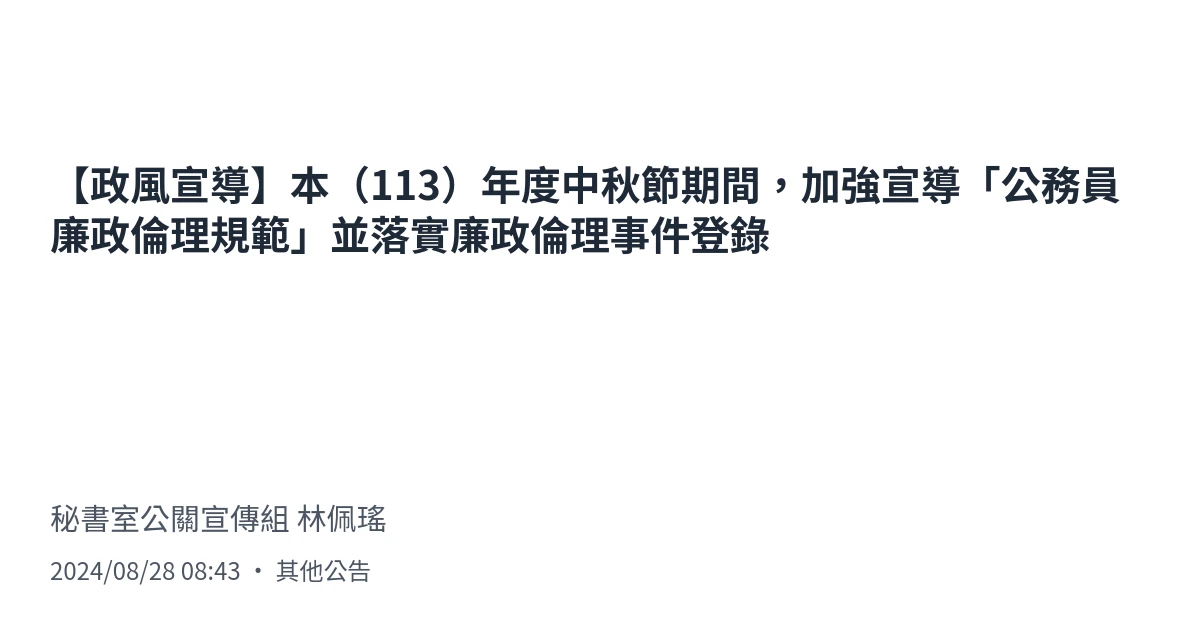 【政風宣導】本（113）年度中秋節期間，加強宣導「公務員
廉政倫理規範」並落實廉政倫理事件登錄
秘書室公關宣傳組 林佩瑤
2024/08/28 08:43 ・ 其他公告